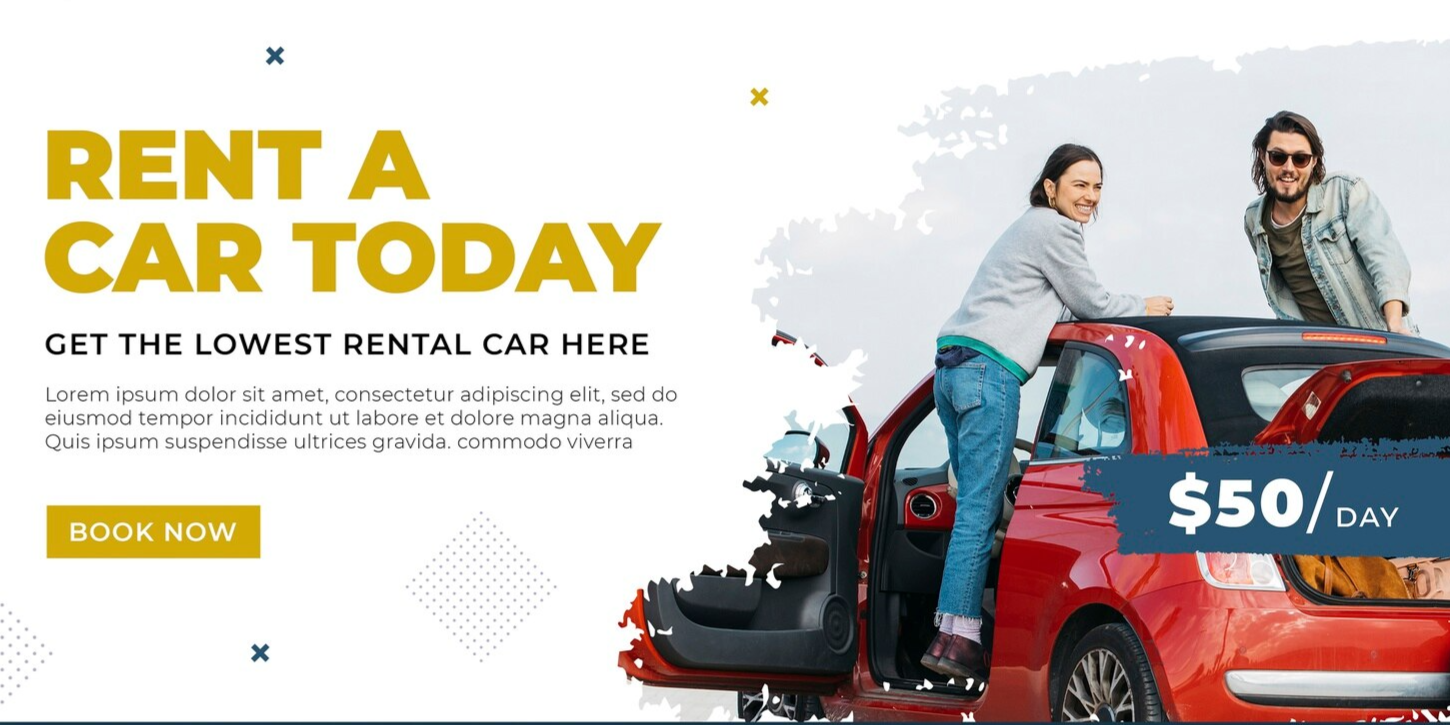 RENT A
CAR TODAY
GET THE LOWEST RENTAL CAR HERE
Lorem ipsum dolor sit amet, consectetur adipiscing elit, sed do
eiusmod tempor incididunt ut labore et dolore magna aliqua.
Quis ipsum suspendisse ultrices gravida. commodo viverra
BOOK NOW
$50/DAY